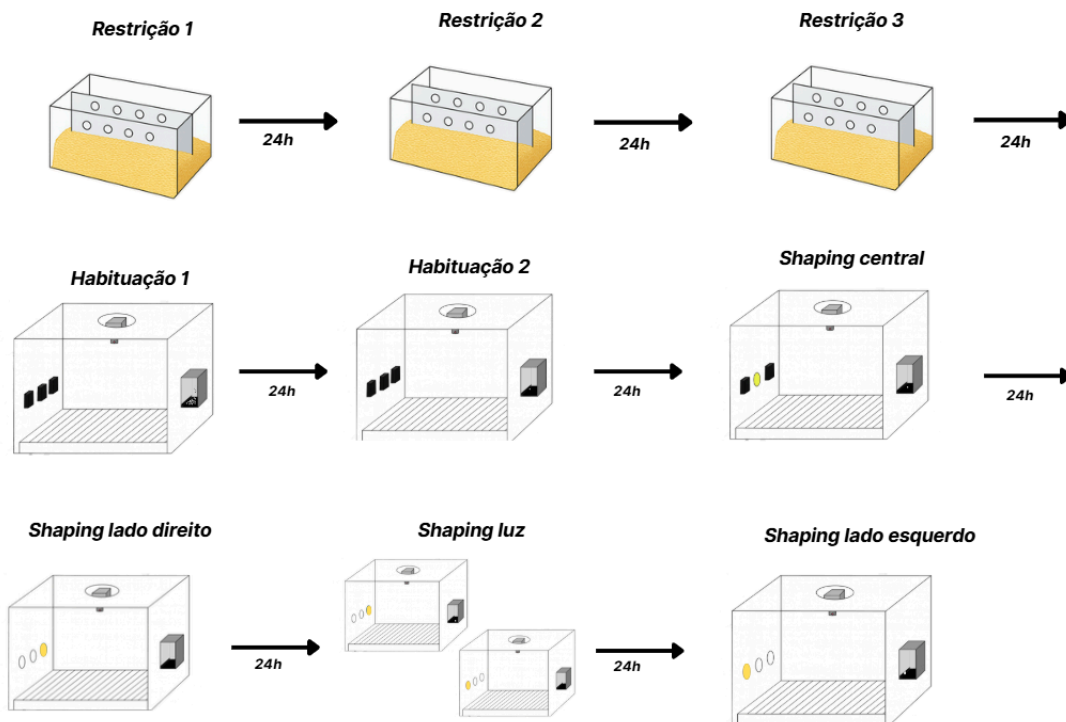 Restrição 1
Restrição 2
Restrição 3
24h
24h
24h
Habituação 1
Habituação 2
Shaping central
24h
24h
24h
Shaping lado direito
Shaping luz
Shaping lado esquerdo
24h
24h